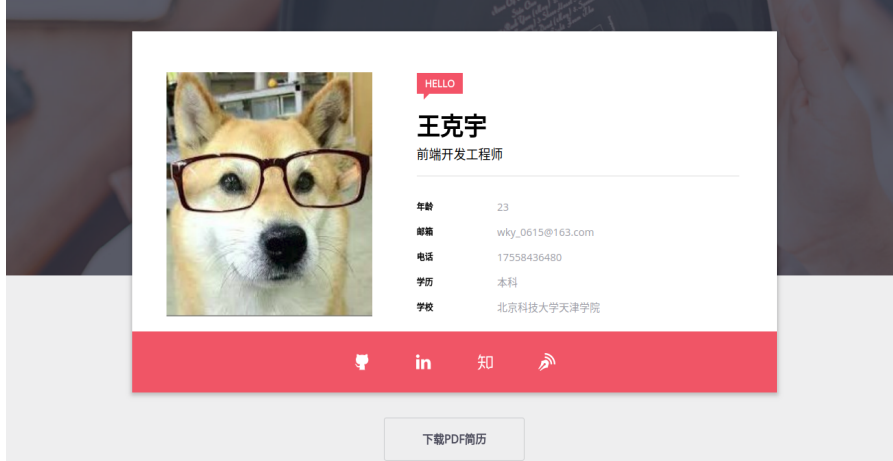 HELLO
王克宇
前端开发工程师
年龄 23
邮箱 wky_0615@163.com
电话 17558436480
学历 本科
学校 北京科技大学天津学院
in 知
下载PDF简历